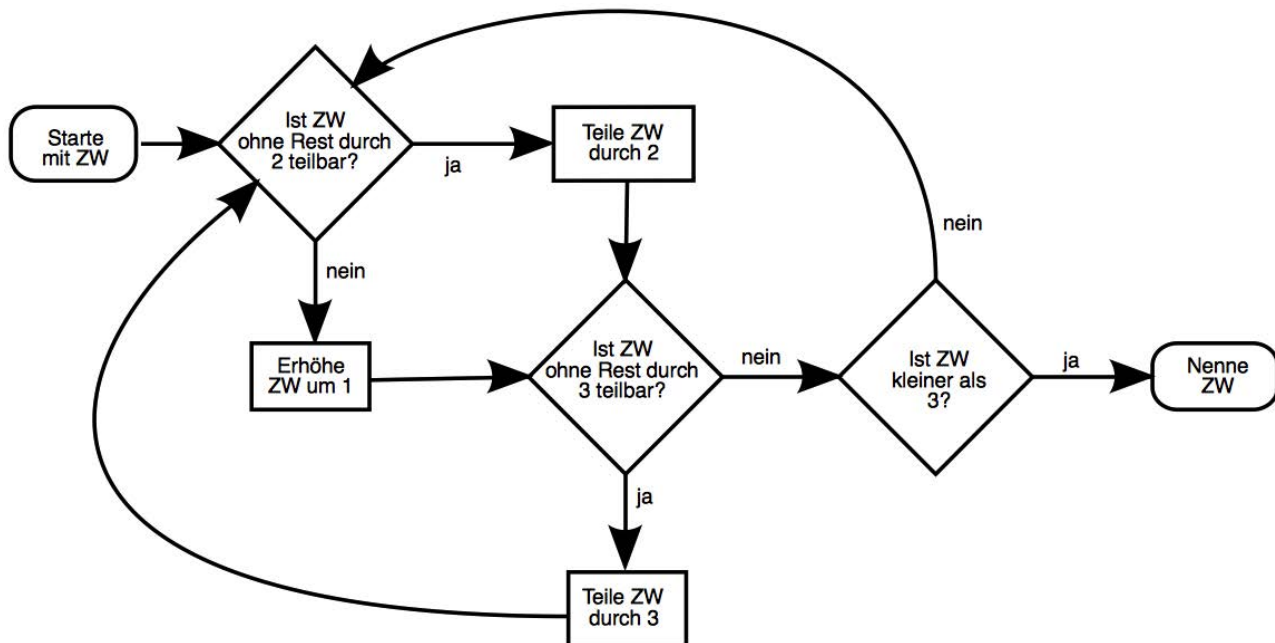 Starte
mit ZW
Ist ZW
ohne Rest durch
2 teilbar?
ja
Teile ZW
durch 2
nein
Erhöhe
ZW um 1
Ist ZW
ohne Rest durch
3 teilbar?
nein
ja
Teile ZW
durch 3
Ist ZW
kleiner als
3?
nein
ja
Nenne
ZW